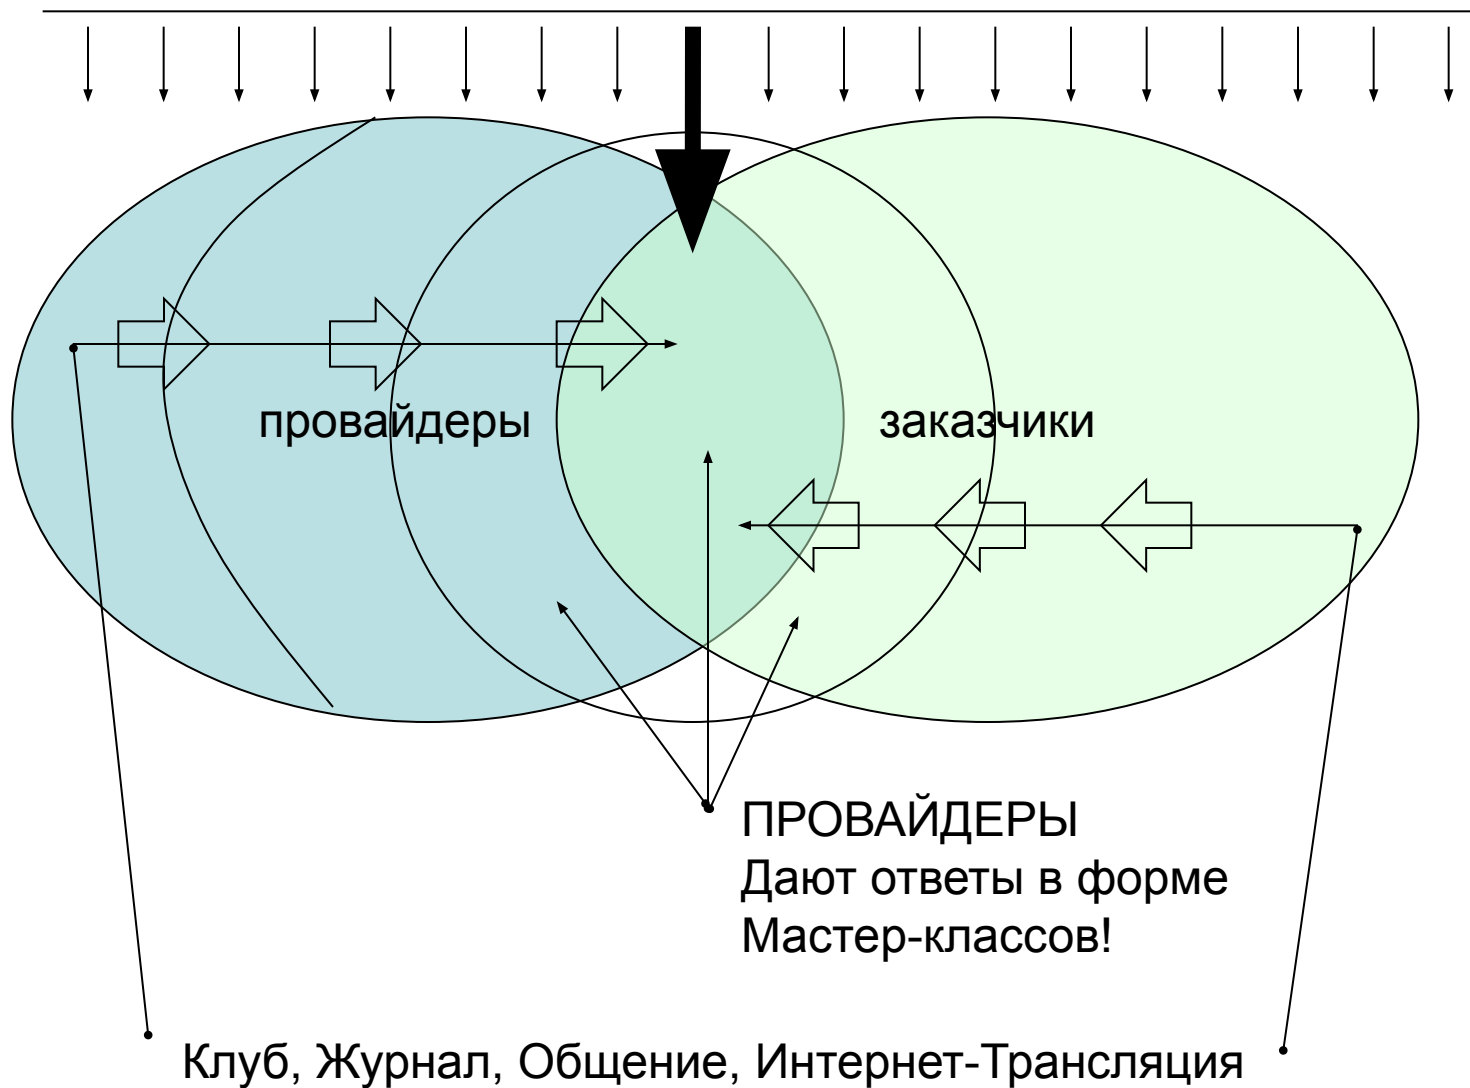 провайдеры
заказчики
ПРОВАЙДЕРЫ
Дают ответы в форме
Мастер-классов!
Клуб, Журнал, Общение, Интернет-Трансляция